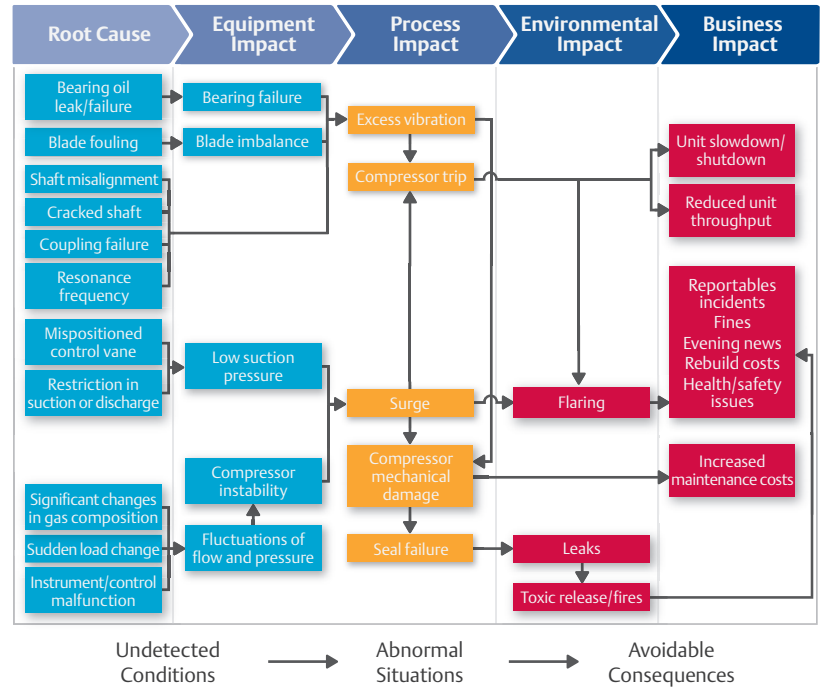 Root Cause
Equipment
Impact
Process
Impact
Environmental
Impact
Business
Impact
Bearing oil
leak/failure
Blade fouling
Shaft misalignment
Cracked shaft
Coupling failure
Resonance
frequency
Mispositioned
control vane
Restriction in
suction or discharge
Significant changes
in gas composition
Sudden load change
Instrument/control
malfunction
Bearing failure
Blade imbalance
Low suction
pressure
Compressor
instability
Fluctuations of
flow and pressure
Excess vibration
Compressor trip
Surge
Compressor
mechanical
damage
Seal failure
Flaring
Leaks
Toxic release/fires
Unit slowdown/
shutdown
Reduced unit
throughput
Reportables
incidents
Fines
Evening news
Rebuild costs
Health/safety
issues
Increased
maintenance costs
Undetected
Conditions
Abnormal
Situations
Avoidable
Consequences